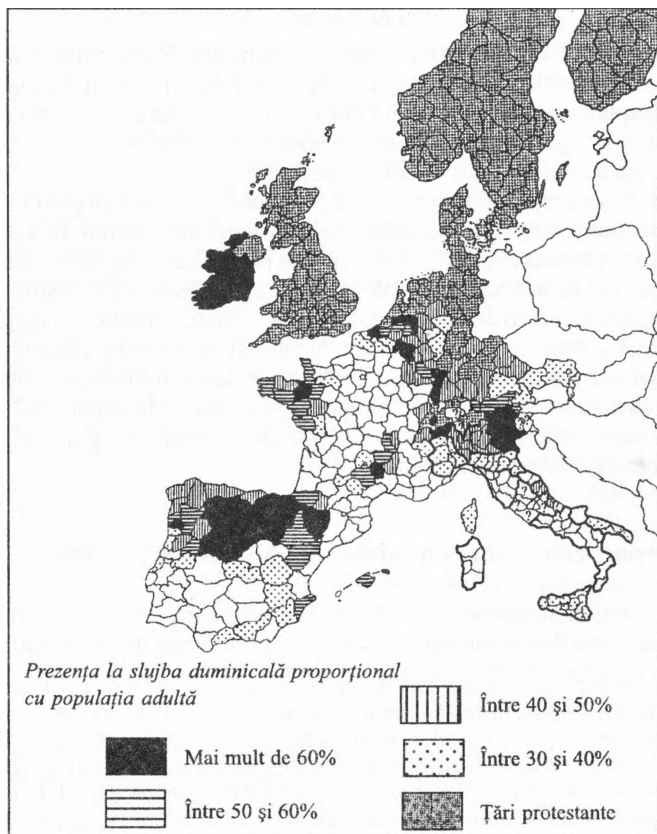 Prezența la slujba duminicală proporțional
cu populația adultă
Mai mult de 60%
Între 50 și 60%
Între 40 și 50%
Între 30 și 40%
Țări protestante